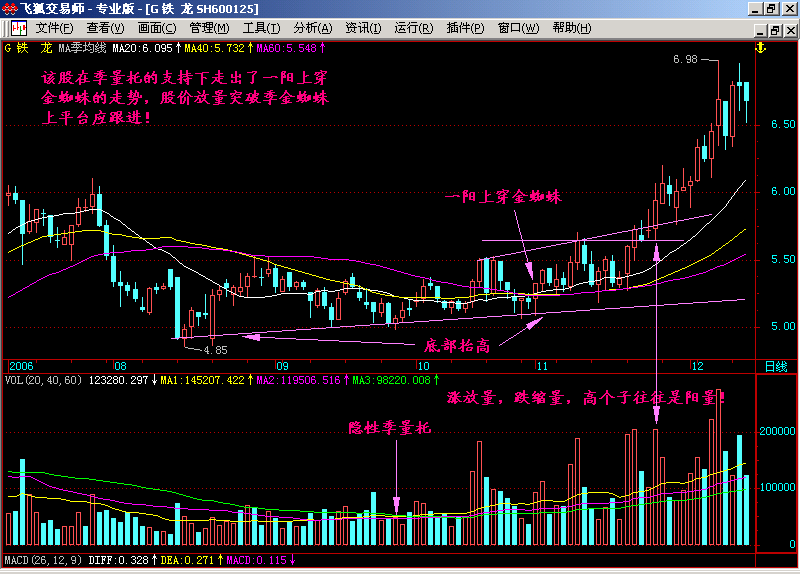 飞狐交易师 - 专业版 - [G 铁 龙 SH600125]
文件(F) 查看(V) 画面(C) 管理(M) 工具(T) 分析(A) 资讯(I) 运行(R) 插件(P) 窗口(W) 帮助(H)
G 铁 龙 MA季均线 MA20:6.095↑ MA40:5.732↑ MA60:5.548↑
该股在季量托的支持下走出了一阳上穿
金蜘蛛的走势，股价放量突破季金蜘蛛
上平台应跟进！
6.98
6.50
一阳上穿金蜘蛛
6.00
5.50
5.00
底部抬高
4.85
2006 08 09 10 11 12 日线
VOL(20,40,60) 123280.297↓ MA1:145207.422↑ MA2:119506.516↑ MA3:98220.008↑
涨放量，跌缩量，高个子往往是阳量！
隐性季量托
200000
100000
0
MACD(26,12,9) DIFF:0.328↑ DEA:0.271↑ MACD:0.115↓